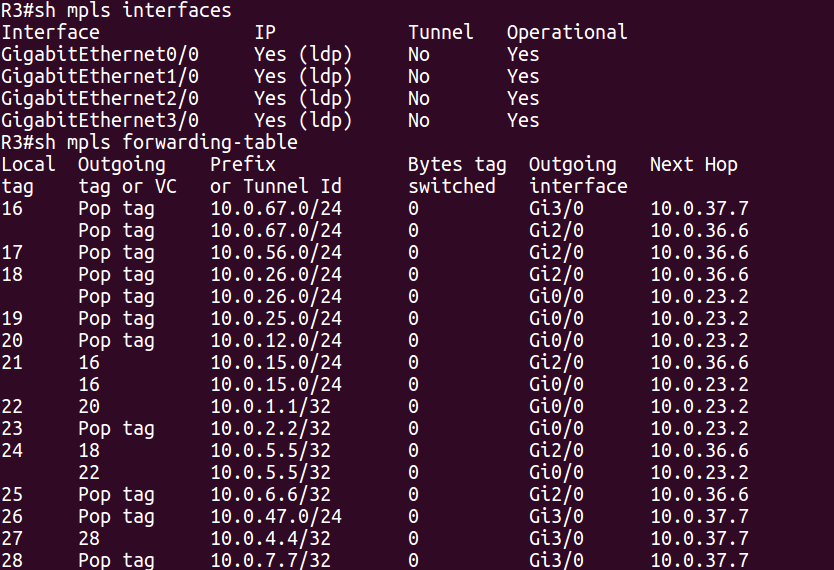 R3#sh mpls interfaces
Interface              IP            Tunnel   Operational
GigabitEthernet0/0     Yes (ldp)     No       Yes
GigabitEthernet1/0     Yes (ldp)     No       Yes
GigabitEthernet2/0     Yes (ldp)     No       Yes
GigabitEthernet3/0     Yes (ldp)     No       Yes
R3#sh mpls forwarding-table
Local  Outgoing    Prefix            Bytes tag  Outgoing   Next Hop
tag    tag or VC   or Tunnel Id      switched   interface
16     Pop tag     10.0.67.0/24      0          Gi3/0      10.0.37.7
       Pop tag     10.0.67.0/24      0          Gi2/0      10.0.36.6
17     Pop tag     10.0.56.0/24      0          Gi2/0      10.0.36.6
18     Pop tag     10.0.26.0/24      0          Gi2/0      10.0.36.6
       Pop tag     10.0.26.0/24      0          Gi0/0      10.0.23.2
19     Pop tag     10.0.25.0/24      0          Gi0/0      10.0.23.2
20     Pop tag     10.0.12.0/24      0          Gi0/0      10.0.23.2
21     16          10.0.15.0/24      0          Gi2/0      10.0.36.6
       16          10.0.15.0/24      0          Gi0/0      10.0.23.2
22     20          10.0.1.1/32       0          Gi0/0      10.0.23.2
23     Pop tag     10.0.2.2/32       0          Gi0/0      10.0.23.2
24     18          10.0.5.5/32       0          Gi2/0      10.0.36.6
       22          10.0.5.5/32       0          Gi0/0      10.0.23.2
25     Pop tag     10.0.6.6/32       0          Gi2/0      10.0.36.6
26     Pop tag     10.0.47.0/24      0          Gi3/0      10.0.37.7
27     28          10.0.4.4/32       0          Gi3/0      10.0.37.7
28     Pop tag     10.0.7.7/32       0          Gi3/0      10.0.37.7